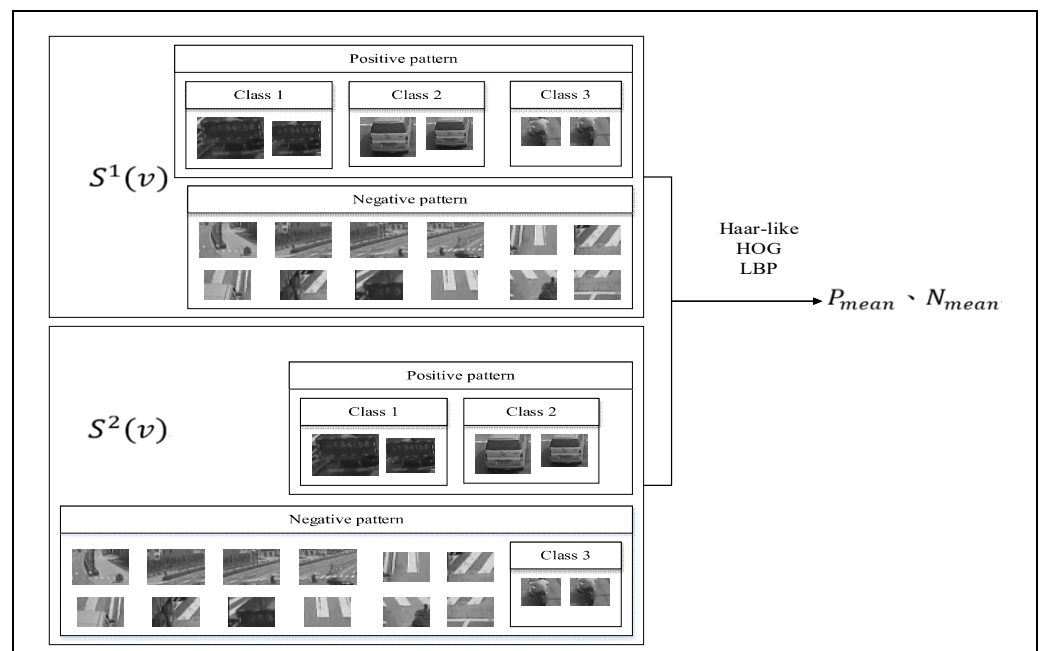 Positive pattern
Class 1
Class 2
Class 3
S¹(v)
Negative pattern
Haar-like
HOG
LBP
P_mean、N_mean
Positive pattern
Class 1
Class 2
S²(v)
Negative pattern
Class 3